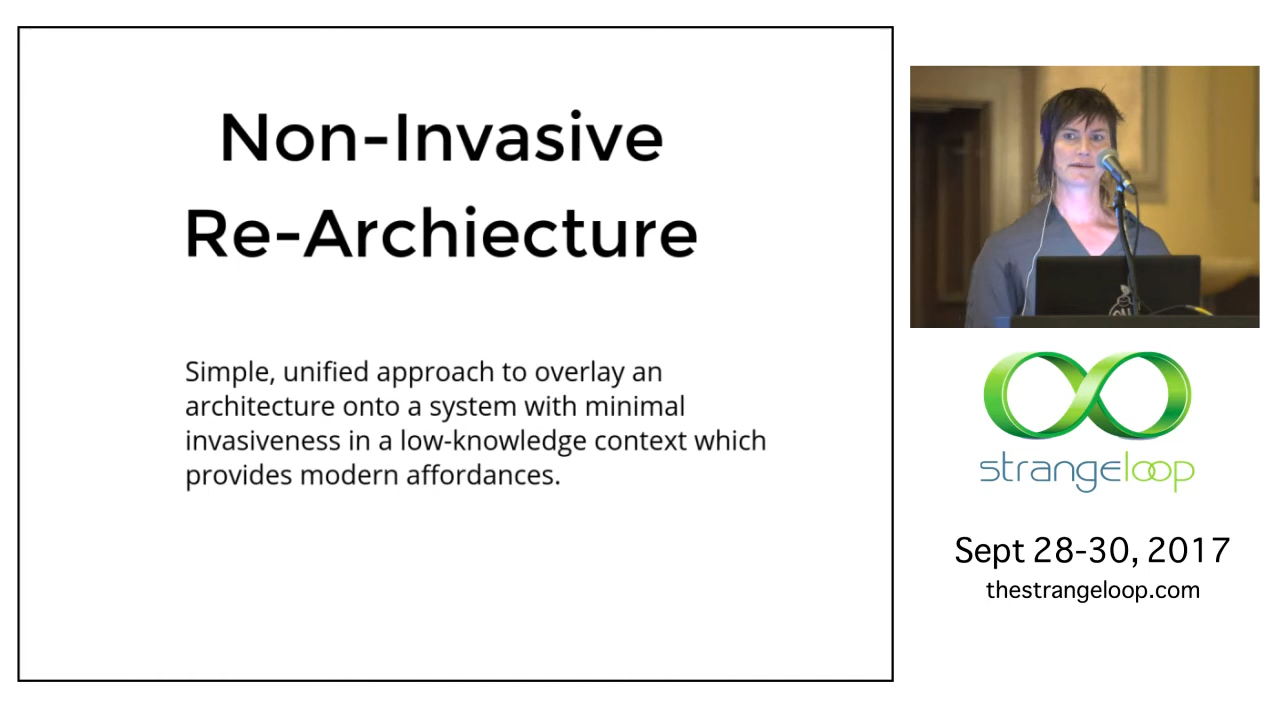 Non-Invasive
Re-Archiecture
Simple, unified approach to overlay an
architecture onto a system with minimal
invasiveness in a low-knowledge context which
provides modern affordances.
strangeloop
Sept 28-30, 2017
thestrangeloop.com